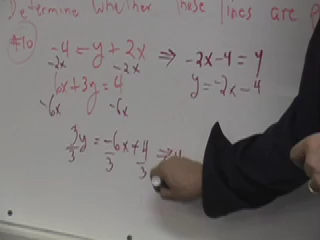 Determine whether these lines are
#10 -4 = y + 2x ⇒ -2x-4 = y
-2x -2x y = -2x - 4
6x + 3y = 4
-6x -6x
3y = -6x + 4 ⇒ y
3 3 3